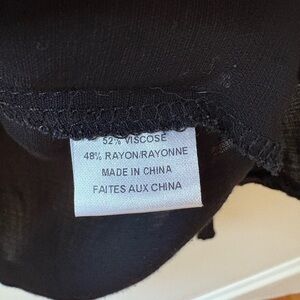 52% VISCOSE
48% RAYON/RAYONNE
MADE IN CHINA
FAITES AUX CHINA